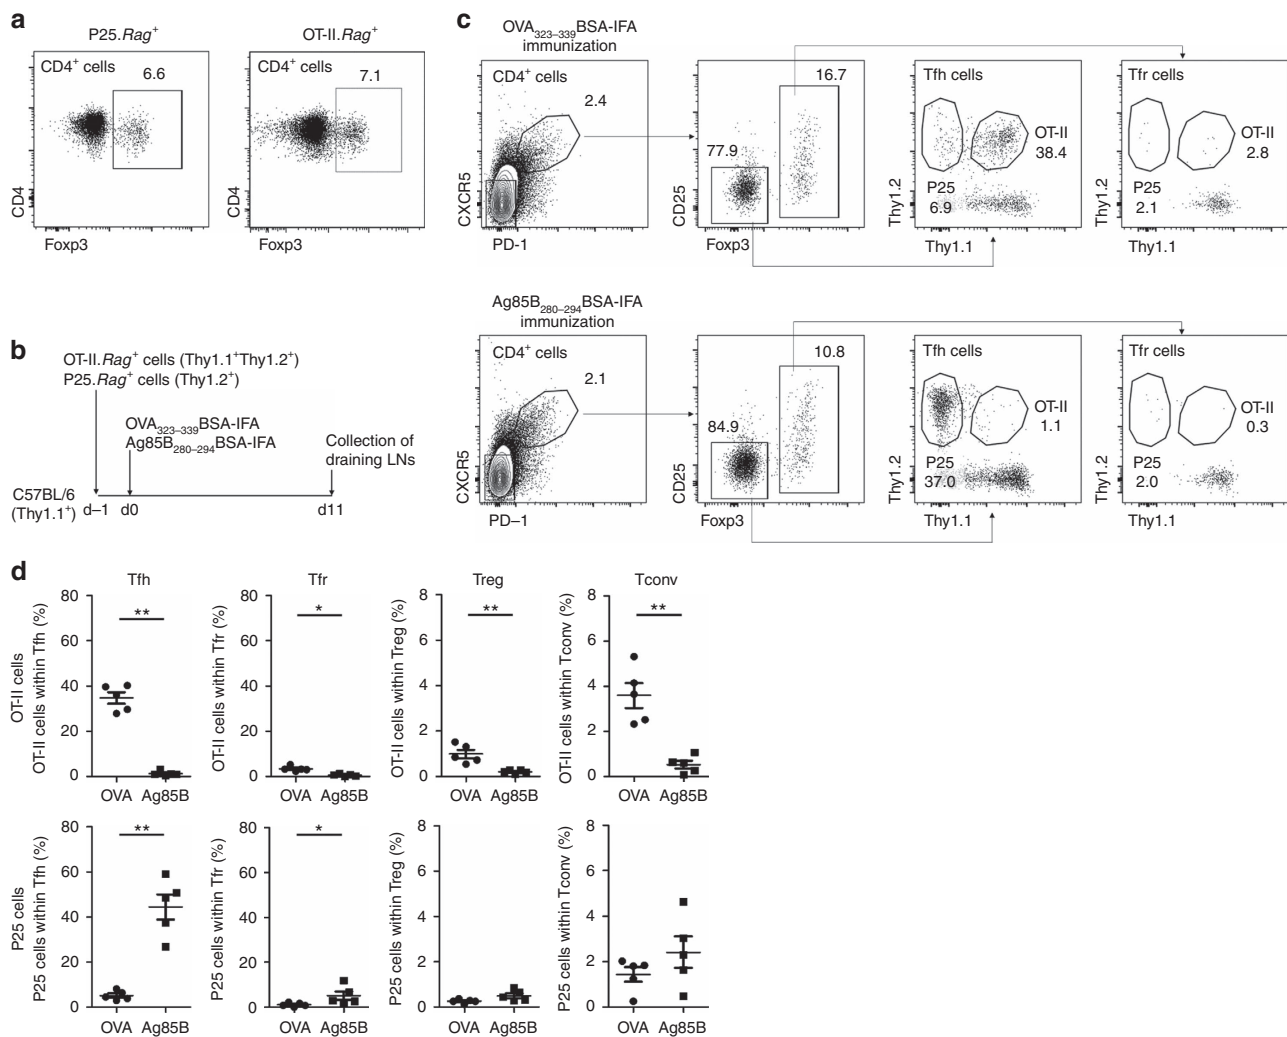 a
P25.Rag⁺
OT-II.Rag⁺
CD4⁺ cells
6.6
CD4⁺ cells
7.1
CD4
CD4
Foxp3
Foxp3
b
OT-II.Rag⁺ cells (Thy1.1⁺Thy1.2⁺)
P25.Rag⁺ cells (Thy1.2⁺)
OVA₃₂₃₋₃₃₉BSA-IFA
Ag85B₂₈₀₋₂₉₄BSA-IFA
Collection of
draining LNs
C57BL/6
(Thy1.1⁺)
d–1
d0
d11
c
OVA₃₂₃₋₃₃₉BSA-IFA
immunization
CD4⁺ cells
2.4
CXCR5
PD-1
16.7
77.9
CD25
Foxp3
Tfh cells
OT-II
38.4
P25
6.9
Thy1.2
Thy1.1
Tfr cells
OT-II
2.8
P25
2.1
Thy1.2
Thy1.1
Ag85B₂₈₀₋₂₉₄BSA-IFA
immunization
CD4⁺ cells
2.1
CXCR5
PD–1
10.8
84.9
CD25
Foxp3
Tfh cells
OT-II
1.1
P25
37.0
Thy1.2
Thy1.1
Tfr cells
OT-II
0.3
P25
2.0
Thy1.2
Thy1.1
d
Tfh
OT-II cells
OT-II cells within Tfh (%)
80
60
40
20
0
**
OVA
Ag85B
Tfr
OT-II cells within Tfr (%)
80
60
40
20
0
*
OVA
Ag85B
Treg
OT-II cells within Treg (%)
8
6
4
2
0
**
OVA
Ag85B
Tconv
OT-II cells within Tconv (%)
8
6
4
2
0
**
OVA
Ag85B
P25 cells
P25 cells within Tfh (%)
80
60
40
20
0
**
OVA
Ag85B
P25 cells within Tfr (%)
80
60
40
20
0
*
OVA
Ag85B
P25 cells within Treg (%)
8
6
4
2
0
OVA
Ag85B
P25 cells within Tconv (%)
8
6
4
2
0
OVA
Ag85B